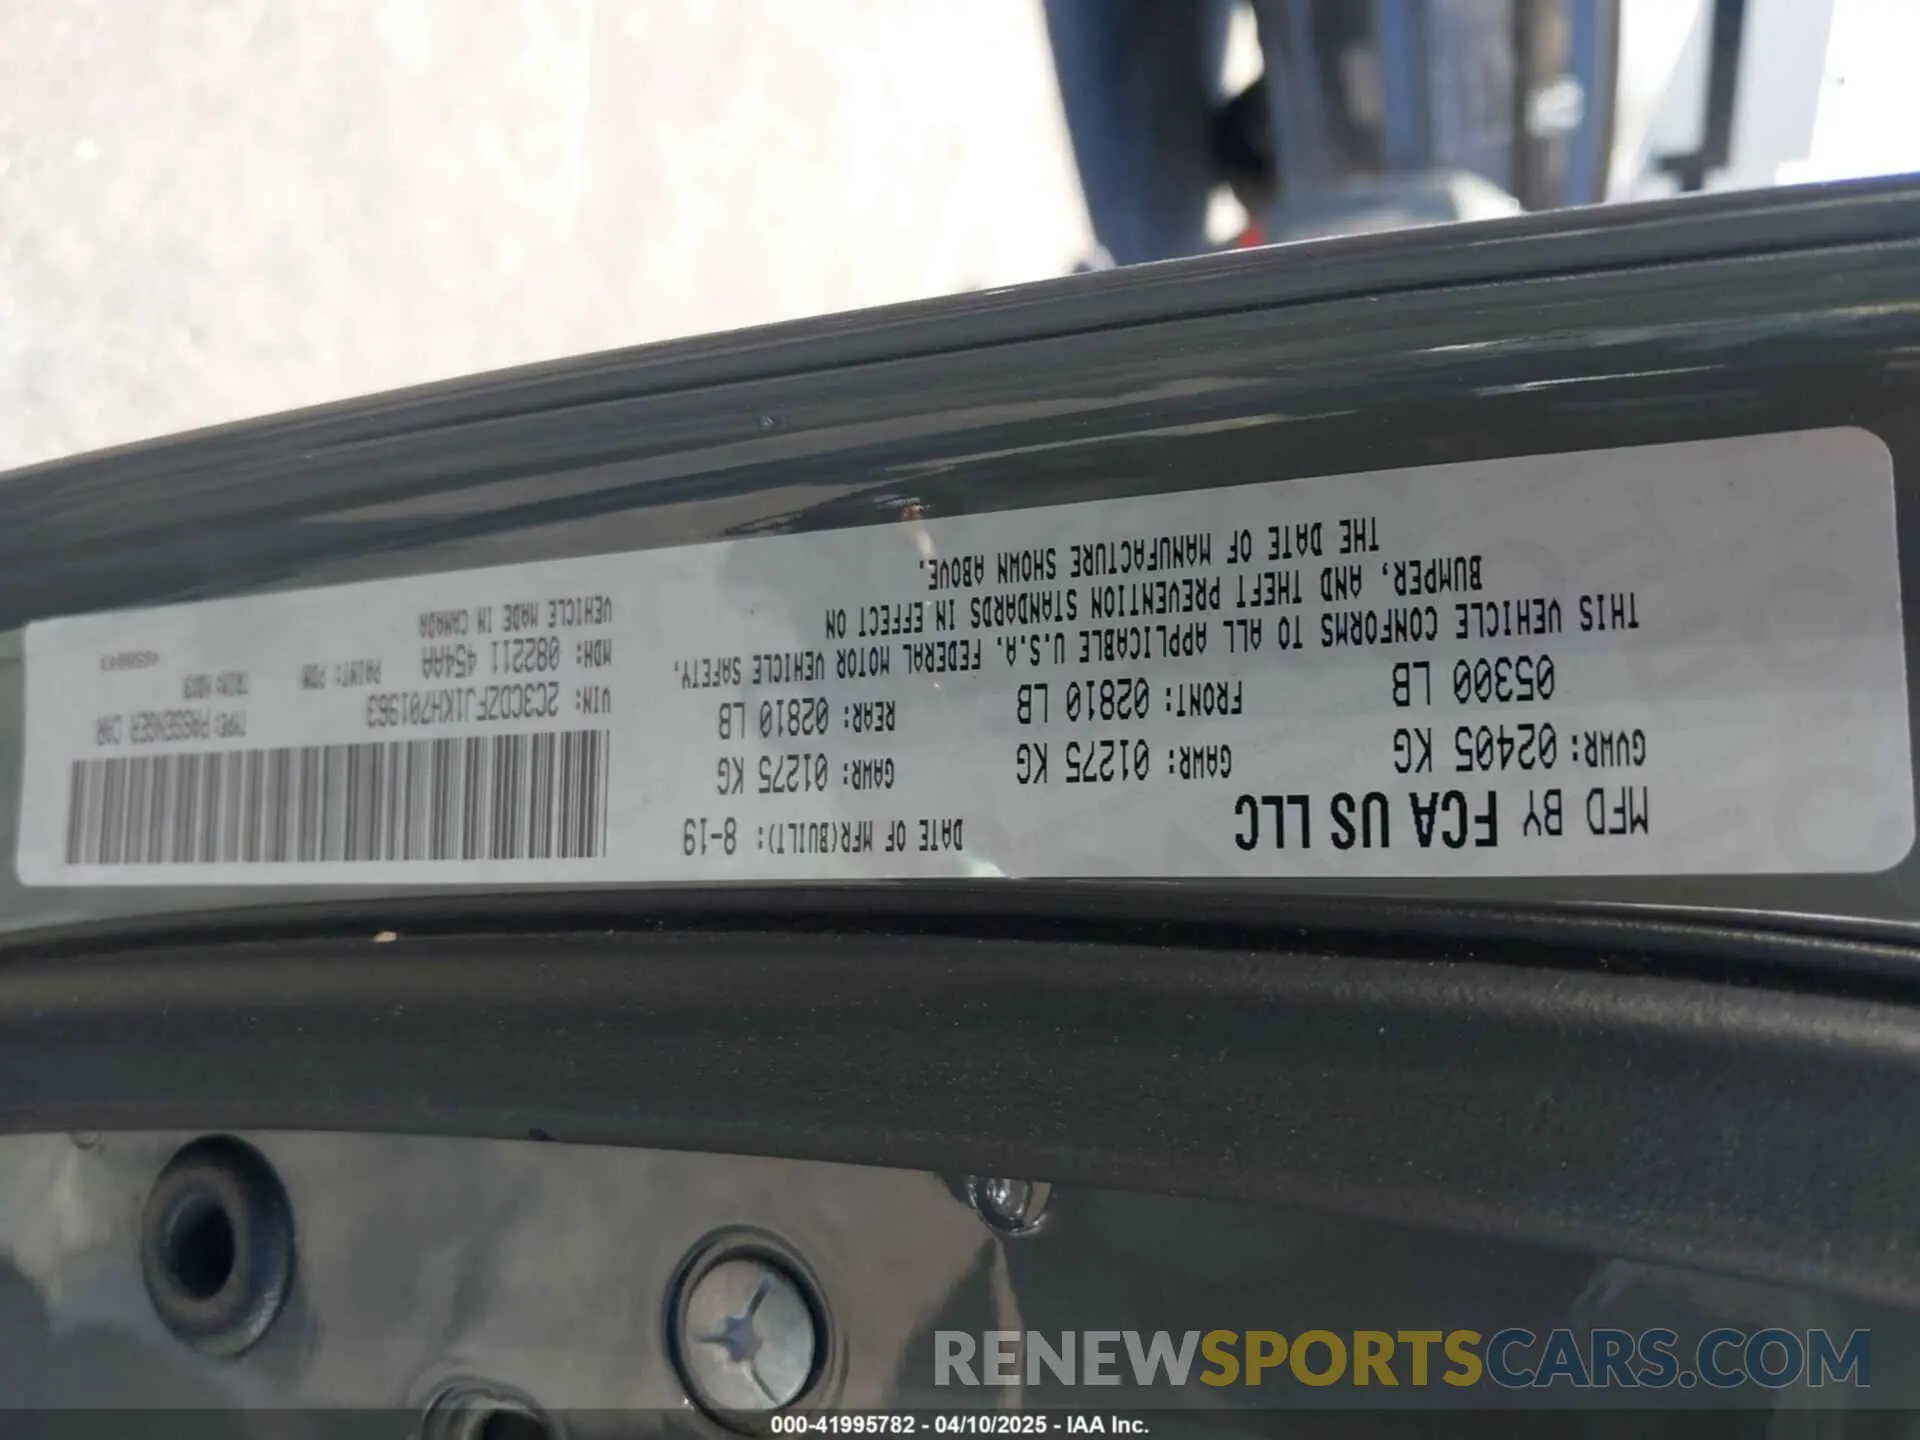 MFD BY FCA US LLC
DATE OF MFR(BUILT): 8-19
GVWR: 02405 KG
05300 LB
GAWR: 01275 KG
FRONT: 02810 LB
GAWR: 01275 KG
REAR: 02810 LB
THIS VEHICLE CONFORMS TO ALL APPLICABLE U.S.A. FEDERAL MOTOR VEHICLE SAFETY,
BUMPER, AND THEFT PREVENTION STANDARDS IN EFFECT ON
THE DATE OF MANUFACTURE SHOWN ABOVE.
VIN: 2C3CDZFJ1KH701963 TYPE: PASSENGER CAR
MDH: 082211 454AA PAINT: PDN
VEHICLE MADE IN CANADA
RENEWSPORTSCARS.COM
000-41995782 - 04/10/2025 - IAA Inc.